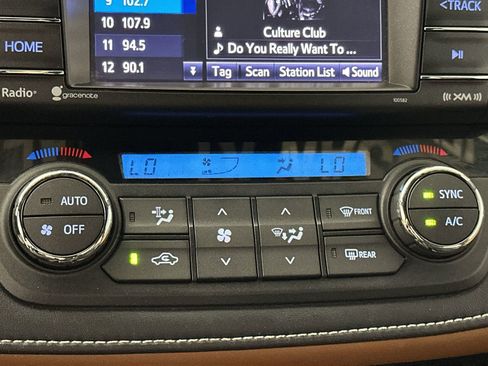 9 102.7
10 107.9
11 94.5
12 90.1
Culture Club
Do You Really Want To ...
Tag Scan Station List Sound
HOME
<TRACK
Radio
gracenote
XM
100582
LO LO
AUTO
OFF
FRONT
REAR
SYNC
A/C